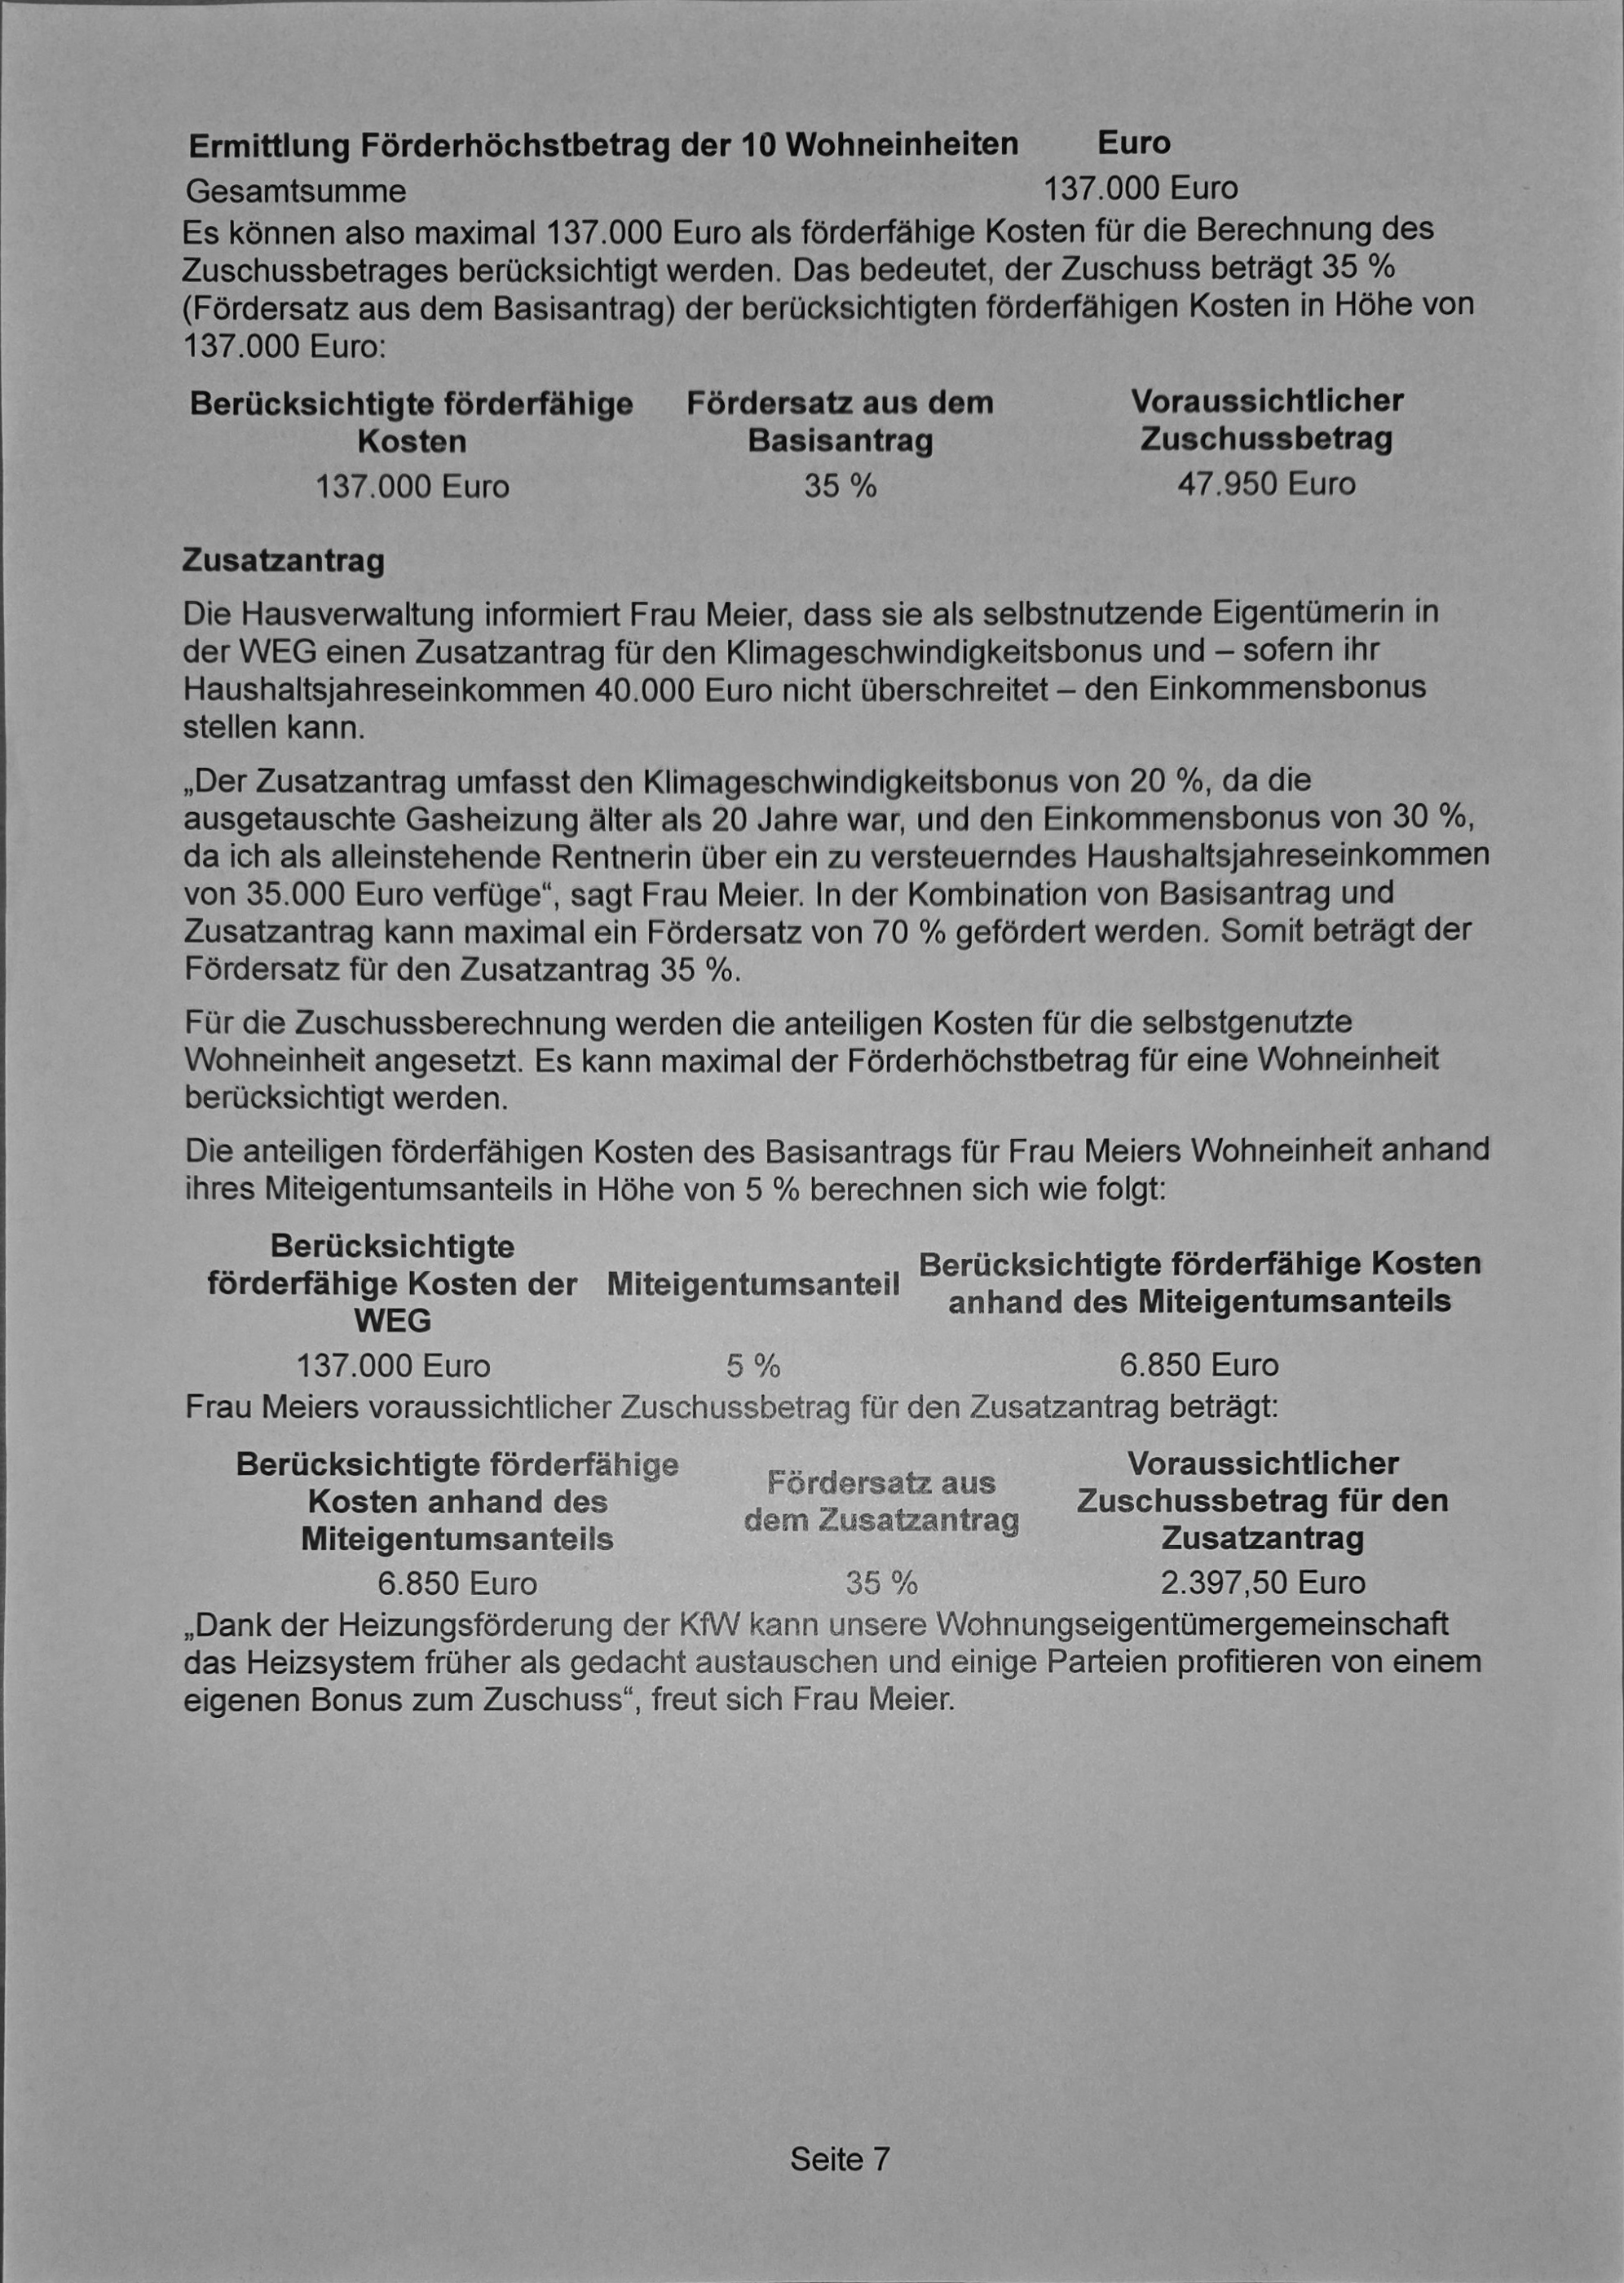 Ermittlung Förderhöchstbetrag der 10 Wohneinheiten Euro
Gesamtsumme 137.000 Euro
Es können also maximal 137.000 Euro als förderfähige Kosten für die Berechnung des
Zuschussbetrages berücksichtigt werden. Das bedeutet, der Zuschuss beträgt 35 %
(Fördersatz aus dem Basisantrag) der berücksichtigten förderfähigen Kosten in Höhe von
137.000 Euro:
Berücksichtigte förderfähige Fördersatz aus dem Voraussichtlicher
Kosten Basisantrag Zuschussbetrag
137.000 Euro 35 % 47.950 Euro
Zusatzantrag
Die Hausverwaltung informiert Frau Meier, dass sie als selbstnutzende Eigentümerin in
der WEG einen Zusatzantrag für den Klimageschwindigkeitsbonus und – sofern ihr
Haushaltsjahreseinkommen 40.000 Euro nicht überschreitet – den Einkommensbonus
stellen kann.
„Der Zusatzantrag umfasst den Klimageschwindigkeitsbonus von 20 %, da die
ausgetauschte Gasheizung älter als 20 Jahre war, und den Einkommensbonus von 30 %,
da ich als alleinstehende Rentnerin über ein zu versteuerndes Haushaltsjahreseinkommen
von 35.000 Euro verfüge“, sagt Frau Meier. In der Kombination von Basisantrag und
Zusatzantrag kann maximal ein Fördersatz von 70 % gefördert werden. Somit beträgt der
Fördersatz für den Zusatzantrag 35 %.
Für die Zuschussberechnung werden die anteiligen Kosten für die selbstgenutzte
Wohneinheit angesetzt. Es kann maximal der Förderhöchstbetrag für eine Wohneinheit
berücksichtigt werden.
Die anteiligen förderfähigen Kosten des Basisantrags für Frau Meiers Wohneinheit anhand
ihres Miteigentumsanteils in Höhe von 5 % berechnen sich wie folgt:
Berücksichtigte
förderfähige Kosten der
WEG
Miteigentumsanteil
Berücksichtigte förderfähige Kosten
anhand des Miteigentumsanteils
137.000 Euro 5 % 6.850 Euro
Frau Meiers voraussichtlicher Zuschussbetrag für den Zusatzantrag beträgt:
Berücksichtigte förderfähige
Kosten anhand des
Miteigentumsanteils
Fördersatz aus
dem Zusatzantrag
Voraussichtlicher
Zuschussbetrag für den
Zusatzantrag
6.850 Euro 35 % 2.397,50 Euro
„Dank der Heizungsförderung der KfW kann unsere Wohnungseigentümergemeinschaft
das Heizsystem früher als gedacht austauschen und einige Parteien profitieren von einem
eigenen Bonus zum Zuschuss“, freut sich Frau Meier.
Seite 7